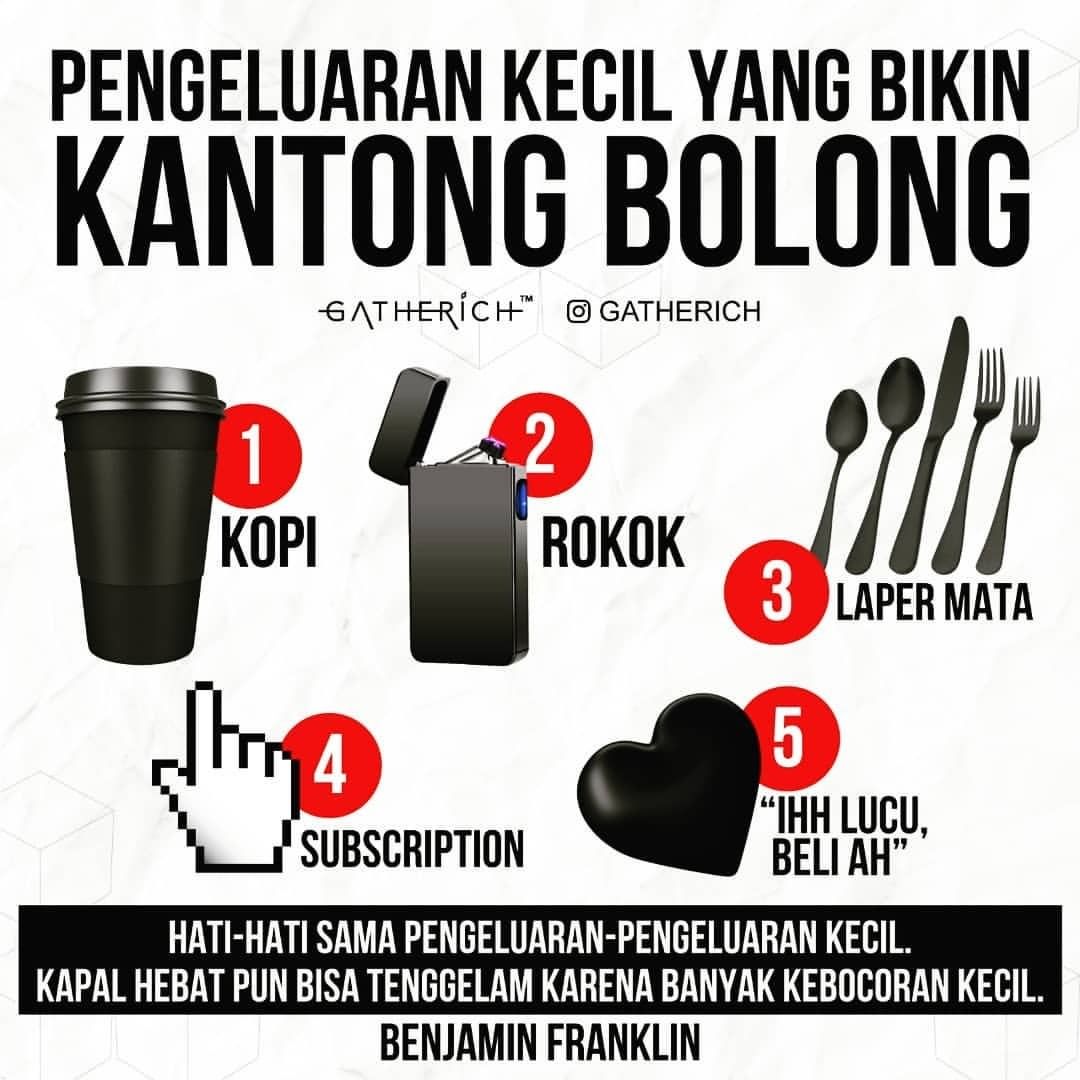 PENGELUARAN KECIL YANG BIKIN
KANTONG BOLONG
GATHERICH™ GATHERICH
1
KOPI
2
ROKOK
3
LAPER MATA
4
SUBSCRIPTION
5
“IHH LUCU,
BELI AH”
HATI-HATI SAMA PENGELUARAN-PENGELUARAN KECIL.
KAPAL HEBAT PUN BISA TENGGELAM KARENA BANYAK KEBOCORAN KECIL.
BENJAMIN FRANKLIN